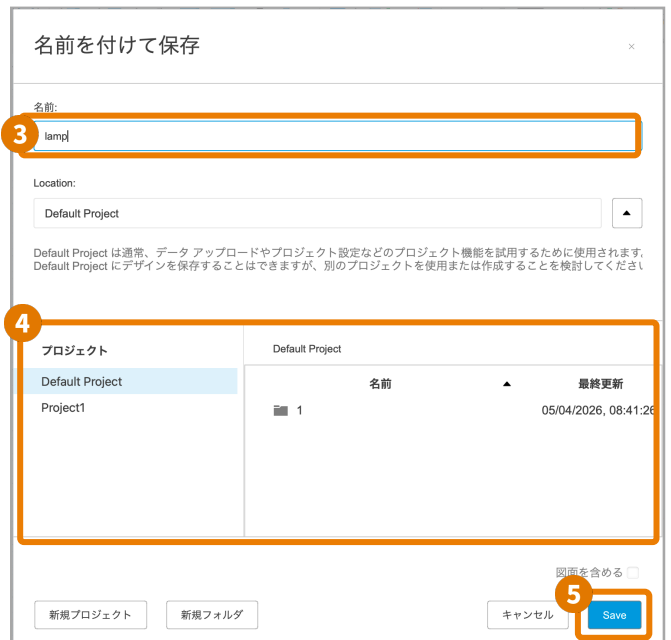 名前を付けて保存
×
名前:
3
lamp
Location:
Default Project
Default Project は通常、データ アップロードやプロジェクト設定などのプロジェクト機能を試用するために使用されます。
Default Project にデザインを保存することはできますが、別のプロジェクトを使用または作成することを検討してくださ
4
プロジェクト
Default Project
Default Project
Project1
名前
最終更新
1
05/04/2026, 08:41:26
図面を含める
5
新規プロジェクト
新規フォルダ
キャンセル
Save